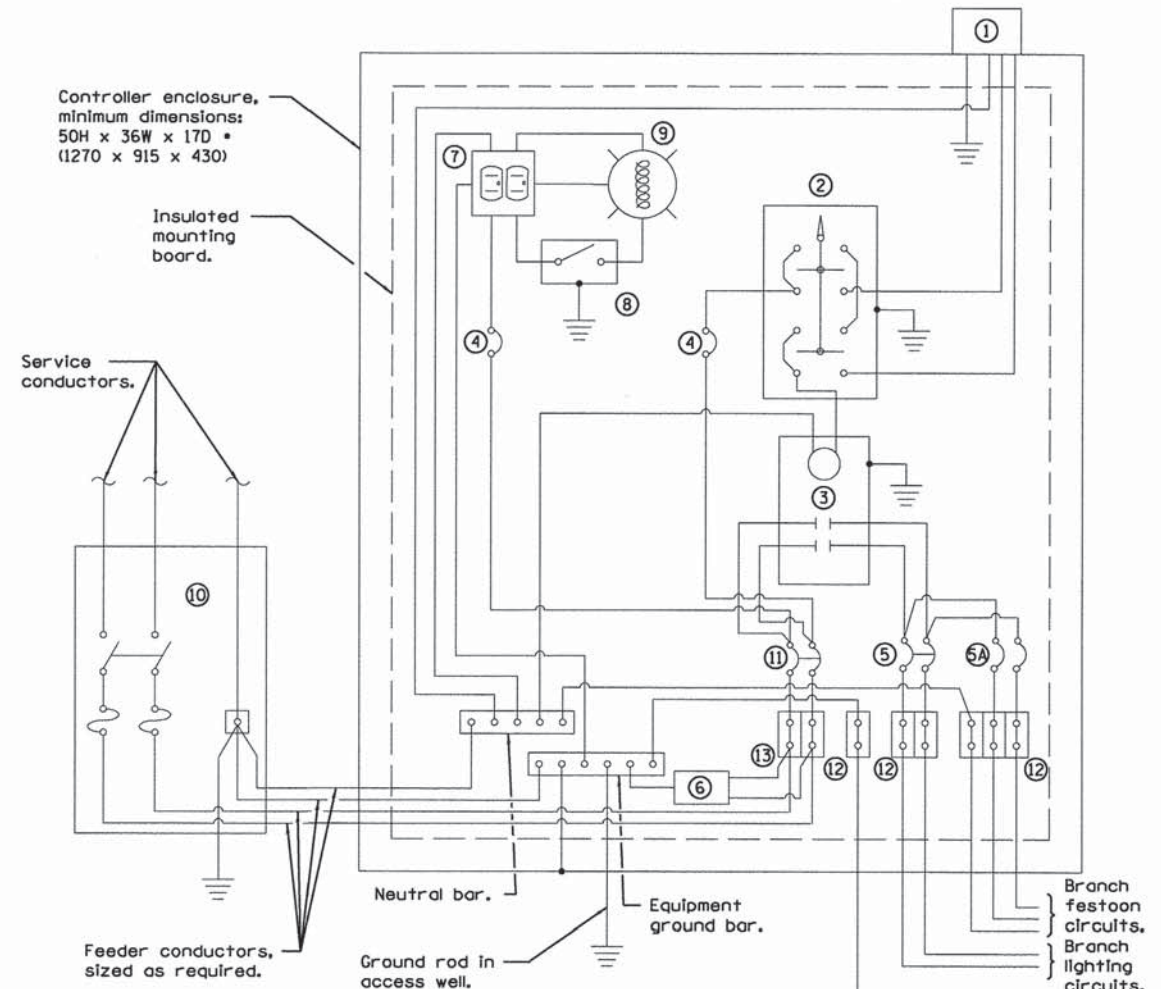 ①
Controller enclosure,
minimum dimensions:
50H x 36W x 17D •
(1270 x 915 x 430)
⑦
⑨
②
Insulated
mounting
board.
⑧
④
④
Service
conductors.
③
⑩
⑪
⑤
5A
⑬
⑫
⑫
⑫
⑥
Neutral bar.
Equipment
ground bar.
Feeder conductors,
sized as required.
Ground rod in
access well.
Branch
festoon
circuits.
Branch
lighting
circuits.